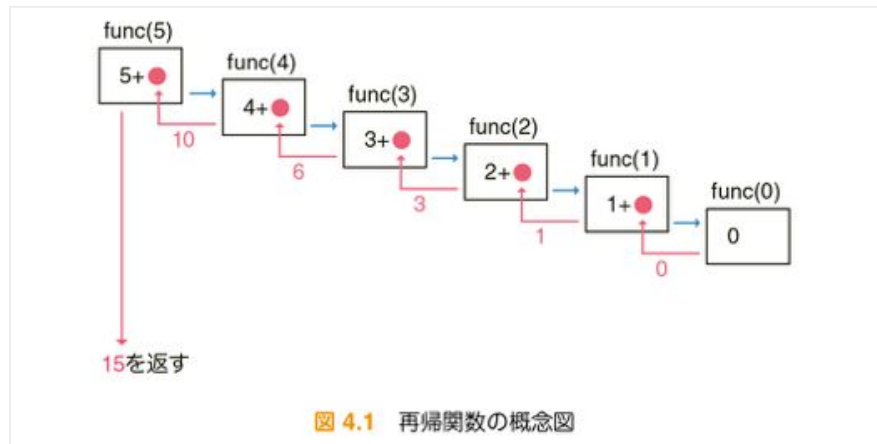 func(5)
5+
func(4)
4+
func(3)
3+
func(2)
2+
func(1)
1+
func(0)
0
10
6
3
1
0
15を返す
図 4.1 再帰関数の概念図